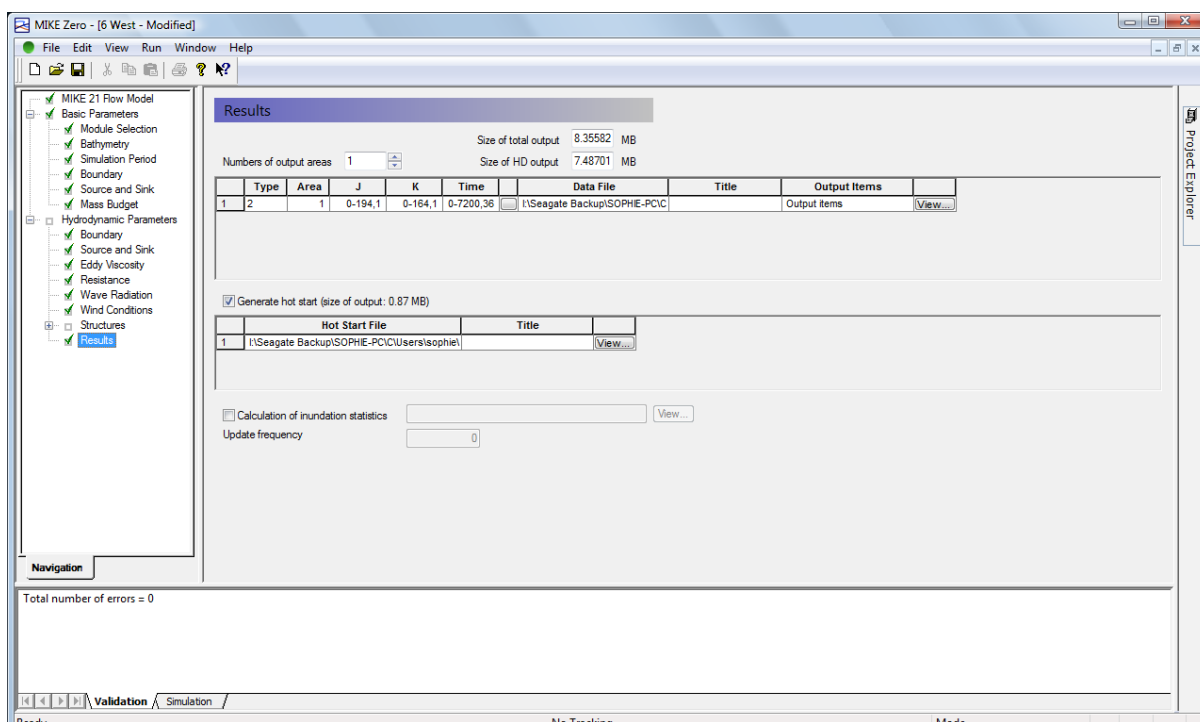 MIKE Zero - [6 West - Modified]
File Edit View Run Window Help
MIKE 21 Flow Model
Basic Parameters
Module Selection
Bathymetry
Simulation Period
Boundary
Source and Sink
Mass Budget
Hydrodynamic Parameters
Boundary
Source and Sink
Eddy Viscosity
Resistance
Wave Radiation
Wind Conditions
Structures
Results
Navigation
Results
Size of total output 8.35582 MB
Numbers of output areas 1 Size of HD output 7.48701 MB
Type Area J K Time Data File Title Output Items
1 2 1 0-194,1 0-164,1 0-7200,36 I:\Seagate Backup\SOPHIE-PC\C Output items View...
Generate hot start (size of output: 0.87 MB)
Hot Start File Title
1 I:\Seagate Backup\SOPHIE-PC\C\Users\sophie\ View...
Calculation of inundation statistics View...
Update frequency 0
Project Explorer
Total number of errors = 0
Validation Simulation
Ready No Tracking Mode